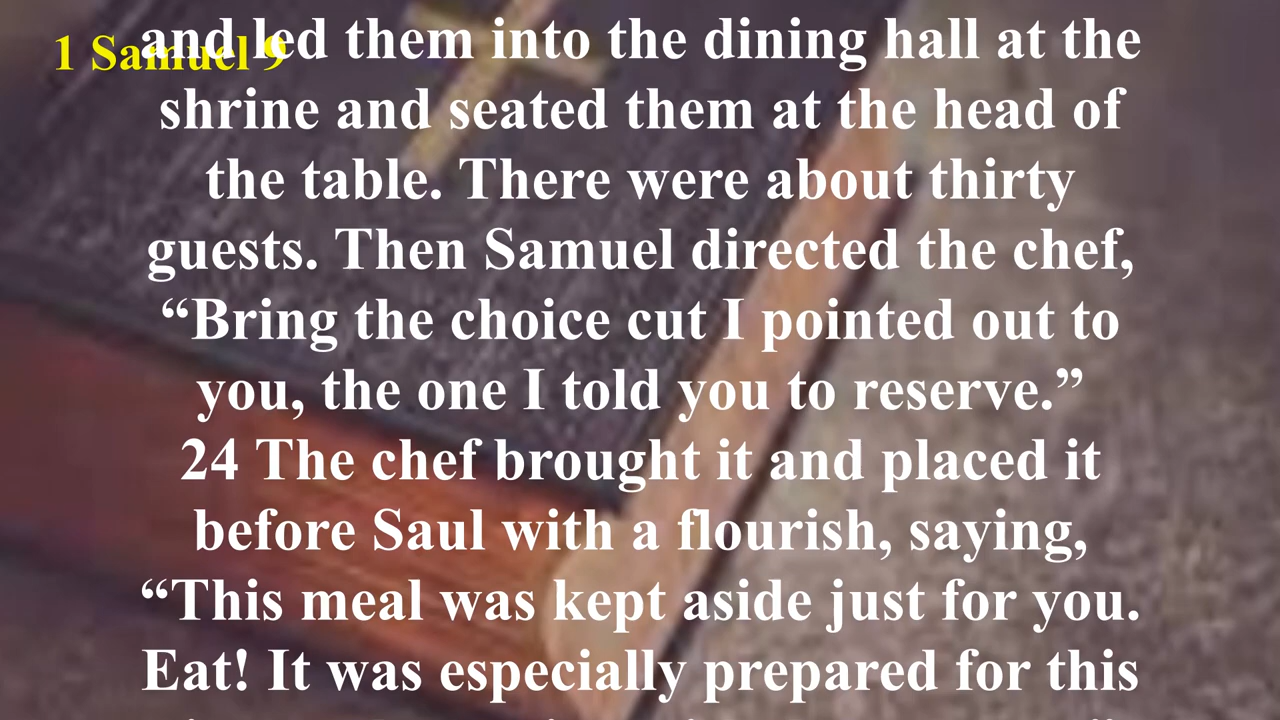 1 Samuel 9
and led them into the dining hall at the
shrine and seated them at the head of
the table. There were about thirty
guests. Then Samuel directed the chef,
“Bring the choice cut I pointed out to
you, the one I told you to reserve.”
24 The chef brought it and placed it
before Saul with a flourish, saying,
“This meal was kept aside just for you.
Eat! It was especially prepared for this